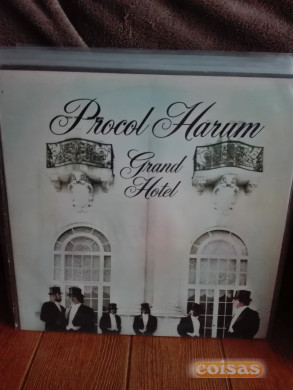 Procol Harum
Grand
Hotel
coisas